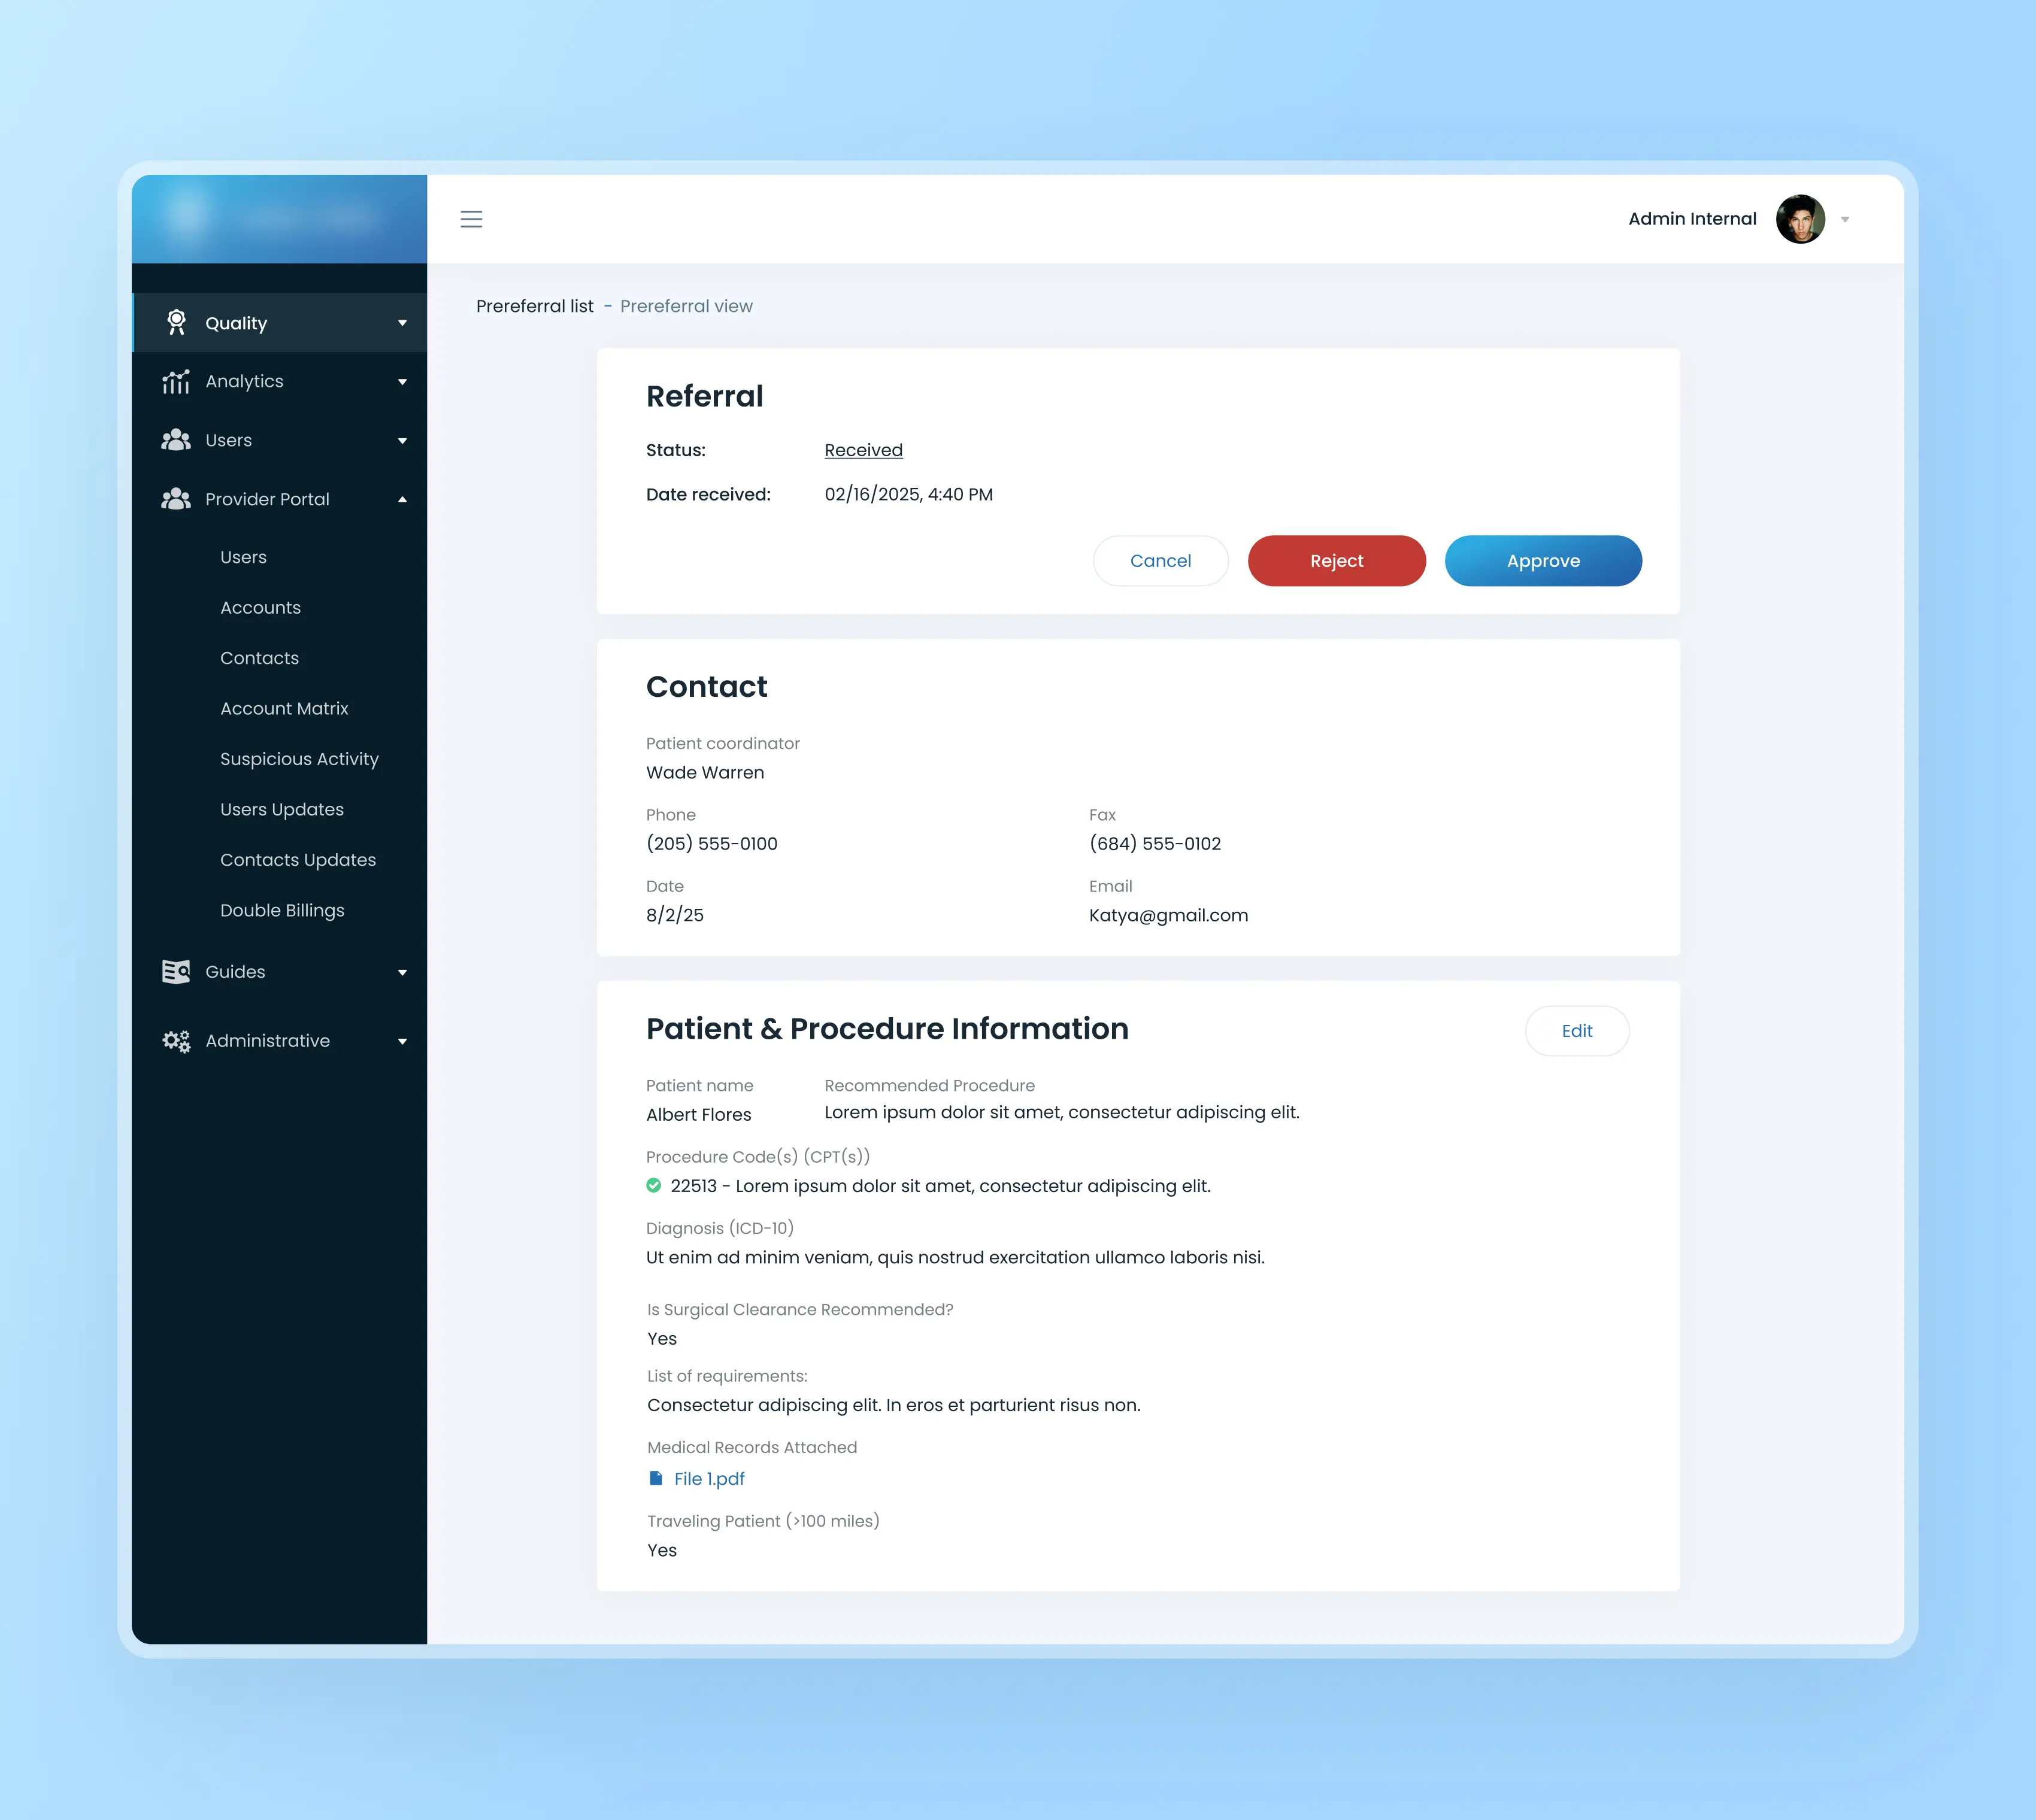 Admin Internal
Quality
Analytics
Users
Provider Portal
Users
Accounts
Contacts
Account Matrix
Suspicious Activity
Users Updates
Contacts Updates
Double Billings
Guides
Administrative
Prereferral list - Prereferral view
Referral
Status: Received
Date received: 02/16/2025, 4:40 PM
Cancel Reject Approve
Contact
Patient coordinator
Wade Warren
Phone Fax
(205) 555-0100 (684) 555-0102
Date Email
8/2/25 Katya@gmail.com
Patient & Procedure Information Edit
Patient name Recommended Procedure
Albert Flores Lorem ipsum dolor sit amet, consectetur adipiscing elit.
Procedure Code(s) (CPT(s))
22513 - Lorem ipsum dolor sit amet, consectetur adipiscing elit.
Diagnosis (ICD-10)
Ut enim ad minim veniam, quis nostrud exercitation ullamco laboris nisi.
Is Surgical Clearance Recommended?
Yes
List of requirements:
Consectetur adipiscing elit. In eros et parturient risus non.
Medical Records Attached
File 1.pdf
Traveling Patient (>100 miles)
Yes